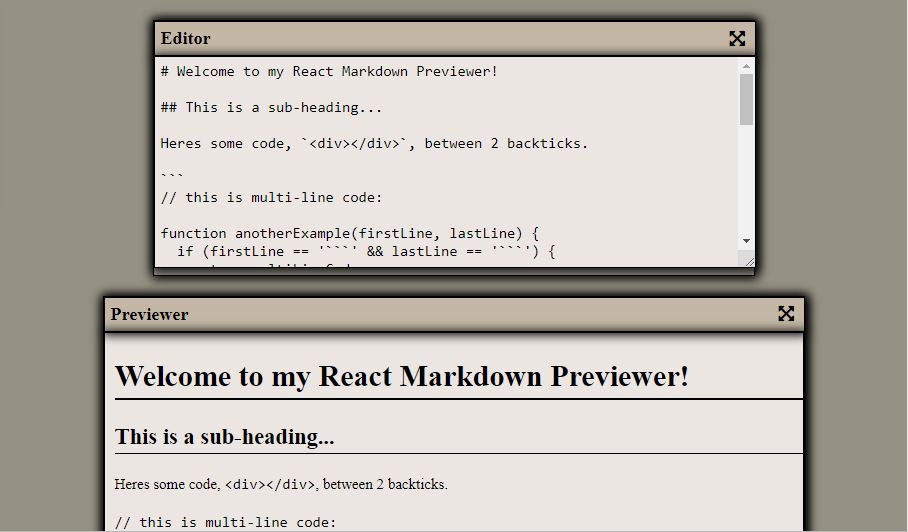 Editor
# Welcome to my React Markdown Previewer!
## This is a sub-heading...
Heres some code, `<div></div>`, between 2 backticks.
```
// this is multi-line code:
function anotherExample(firstLine, lastLine) {
if (firstLine == '```' && lastLine == '```') {
Previewer
Welcome to my React Markdown Previewer!
This is a sub-heading...
Heres some code, <div></div>, between 2 backticks.
// this is multi-line code: